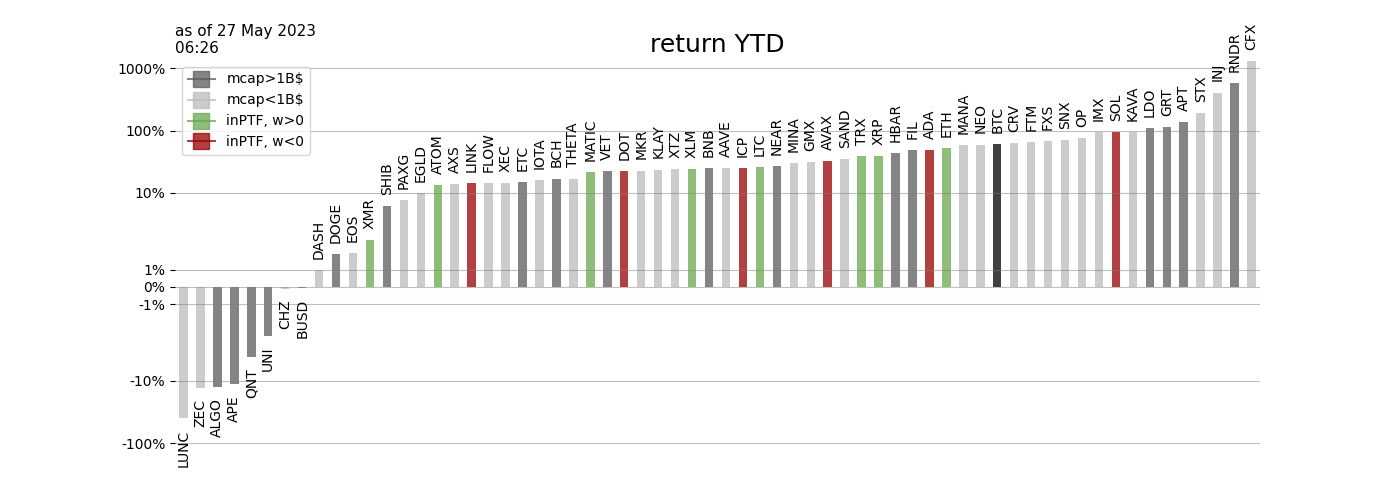 as of 27 May 2023
06:26
return YTD
mcap>1B$
mcap<1B$
inPTF, w>0
inPTF, w<0
1000%
100%
10%
1%
0%
-1%
-10%
-100%
LUNC
ZEC
ALGO
APE
QNT
UNI
CHZ
BUSD
DASH
DOGE
EOS
XMR
SHIB
PAXG
EGLD
ATOM
AXS
LINK
FLOW
XEC
ETC
IOTA
BCH
THETA
MATIC
VET
DOT
MKR
KLAY
XTZ
XLM
BNB
AAVE
ICP
LTC
NEAR
MINA
GMX
AVAX
SAND
TRX
XRP
HBAR
FIL
ADA
ETH
MANA
NEO
BTC
CRV
FTM
FXS
SNX
OP
IMX
SOL
KAVA
LDO
GRT
APT
STX
INJ
RNDR
CFX